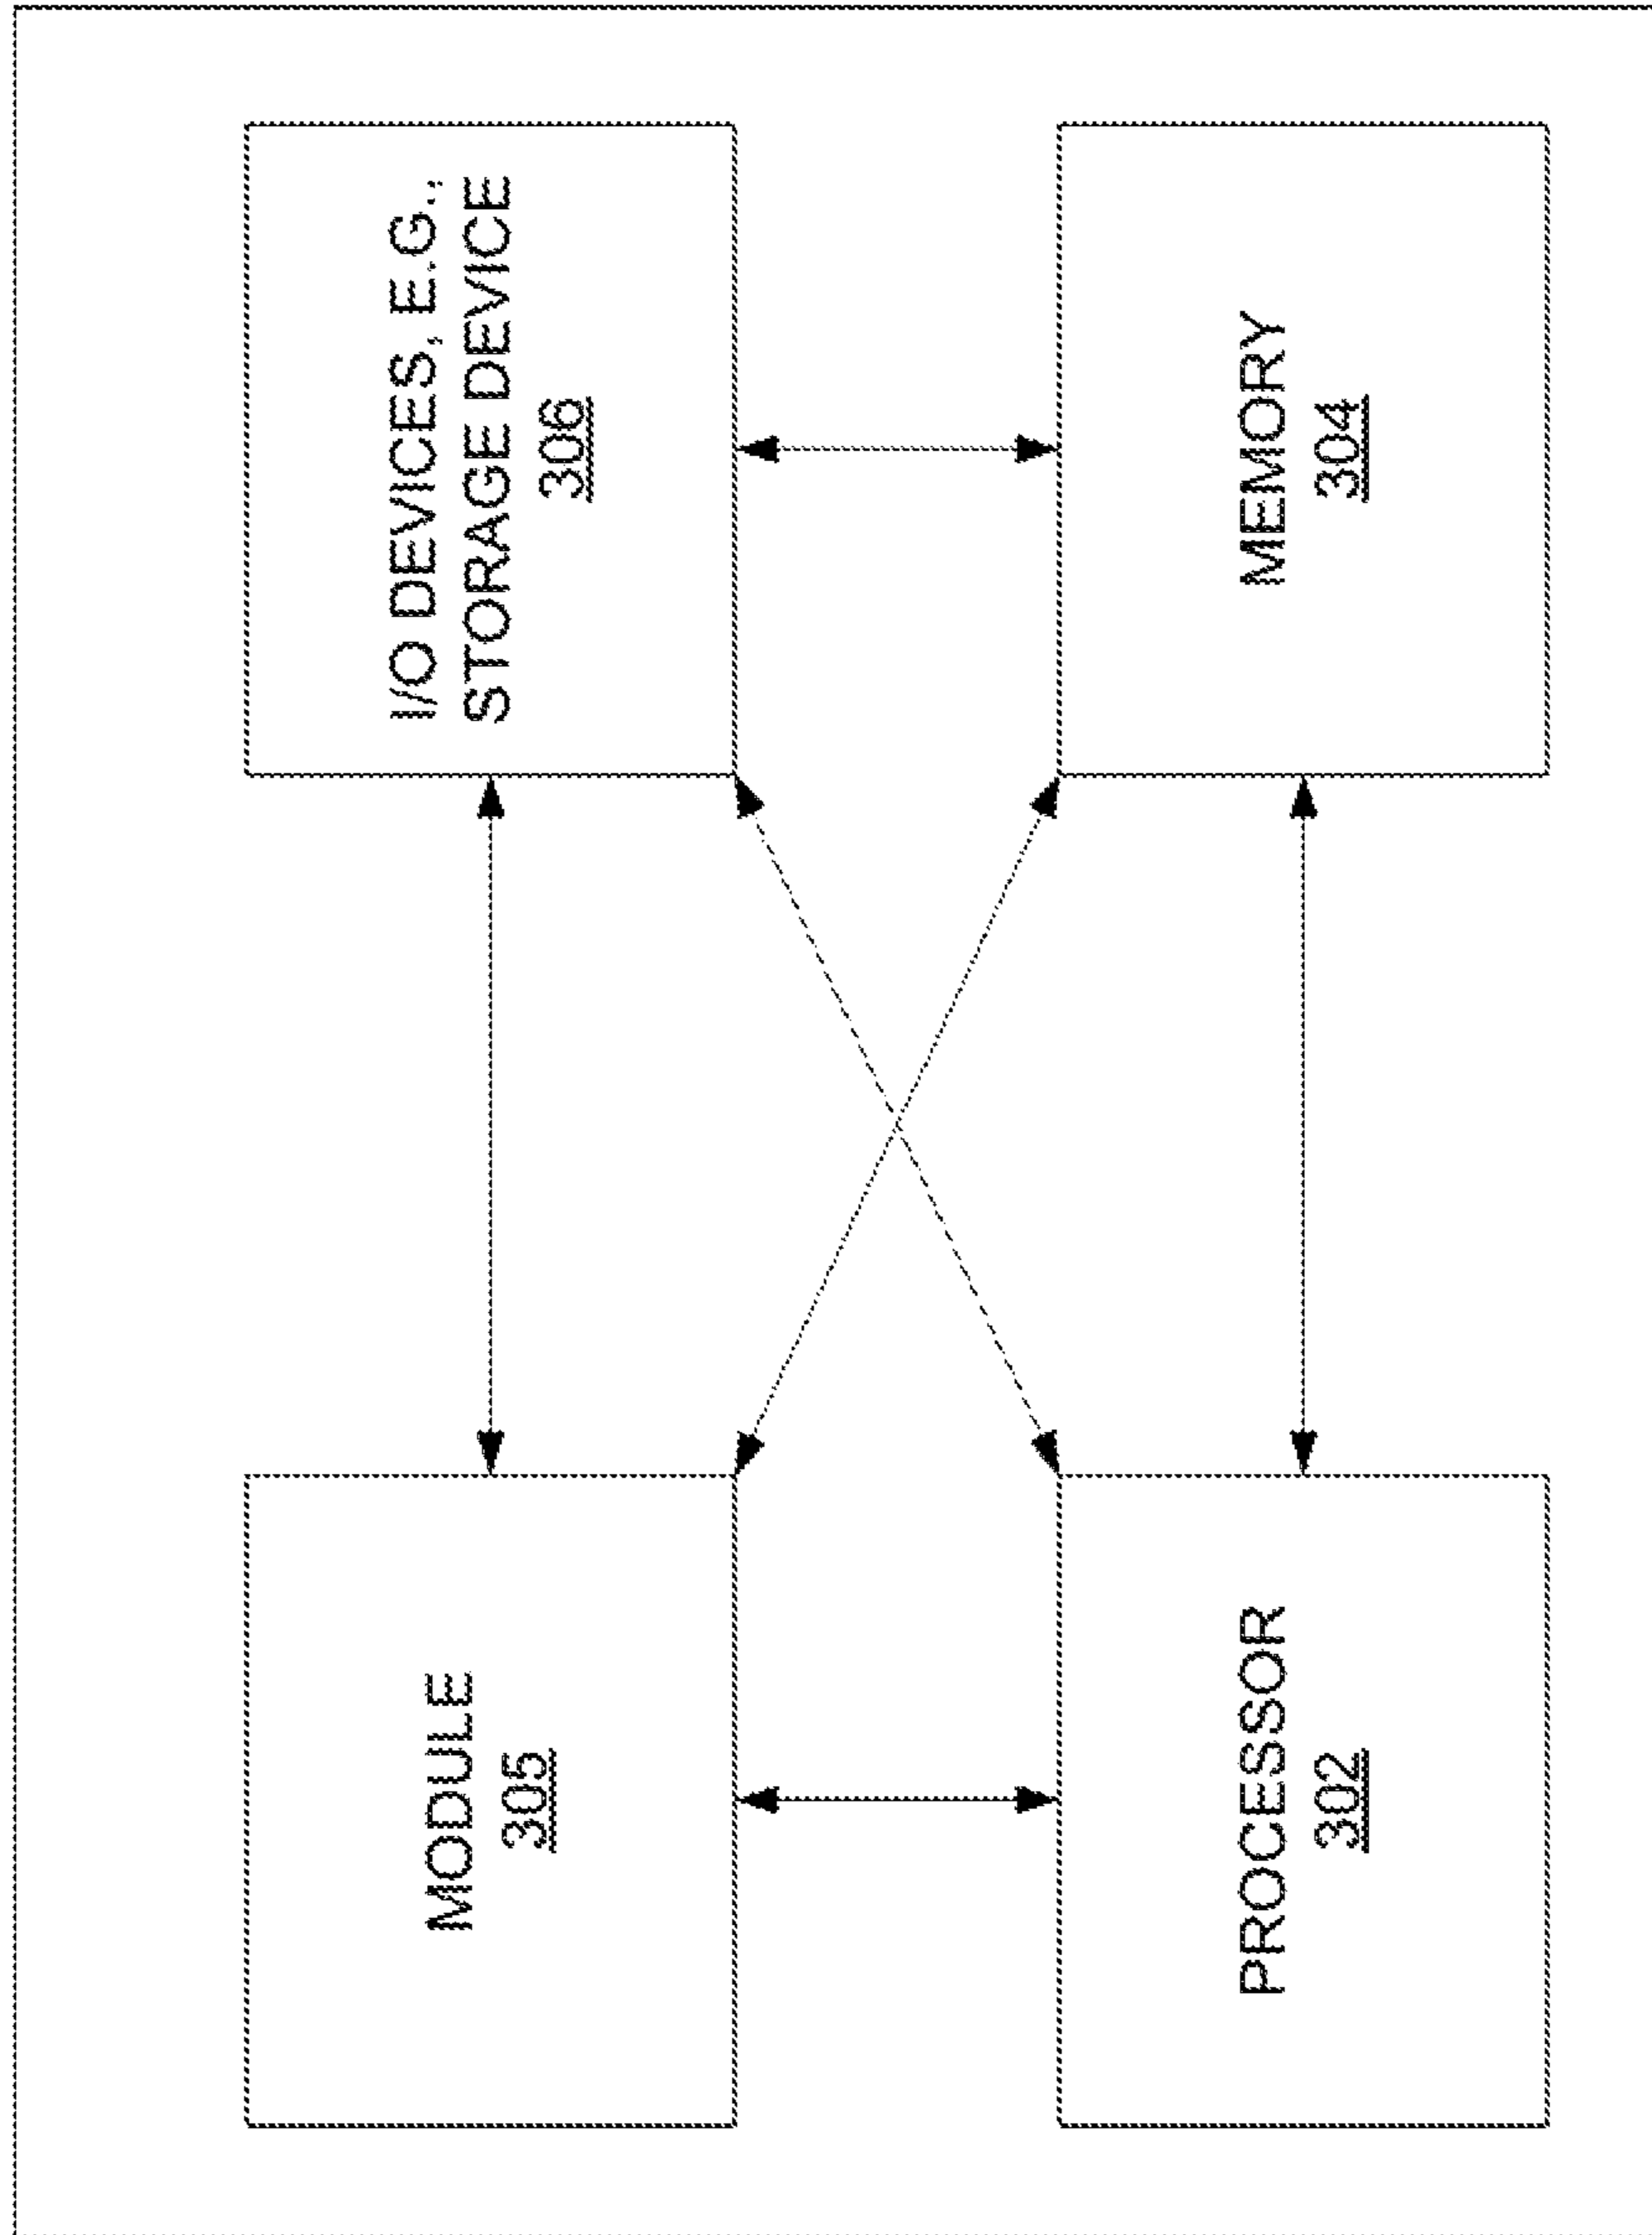 MODULE
305
I/O DEVICES, E.G.,
STORAGE DEVICE
306
PROCESSOR
302
MEMORY
304